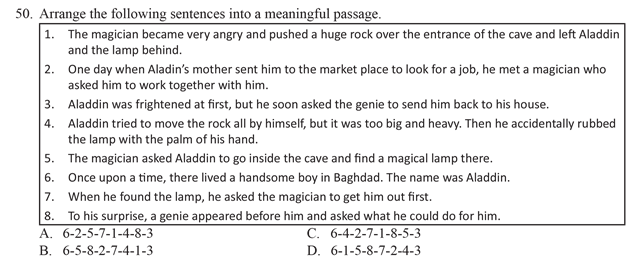 50. Arrange the following sentences into a meaningful passage.
1. The magician became very angry and pushed a huge rock over the entrance of the cave and left Aladdin
and the lamp behind.
2. One day when Aladin's mother sent him to the market place to look for a job, he met a magician who
asked him to work together with him.
3. Aladdin was frightened at first, but he soon asked the genie to send him back to his house.
4. Aladdin tried to move the rock all by himself, but it was too big and heavy. Then he accidentally rubbed
the lamp with the palm of his hand.
5. The magician asked Aladdin to go inside the cave and find a magical lamp there.
6. Once upon a time, there lived a handsome boy in Baghdad. The name was Aladdin.
7. When he found the lamp, he asked the magician to get him out first.
8. To his surprise, a genie appeared before him and asked what he could do for him.
A. 6-2-5-7-1-4-8-3 C. 6-4-2-7-1-8-5-3
B. 6-5-8-2-7-4-1-3 D. 6-1-5-8-7-2-4-3